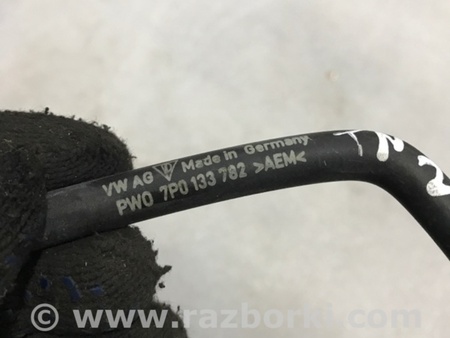 VW AG Made in Germany
PWO 7P0 133 782 >AEM<
© www.razborki.com